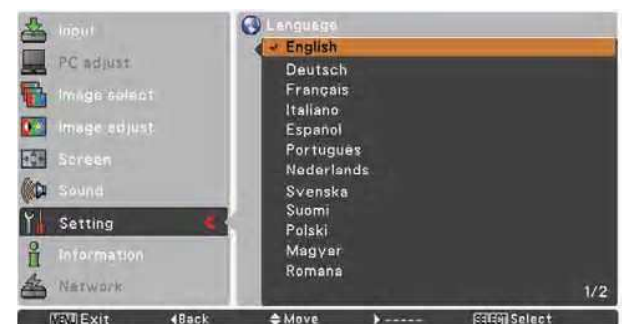 Input
PC adjust
Image select
Image adjust
Screen
Sound
Setting
Information
Network
Language
English
Deutsch
Français
Italiano
Español
Portugues
Nederlands
Svenska
Suomi
Polski
Magyar
Romana
1/2
MENU Exit ◀Back Move ▶----- SELECT Select